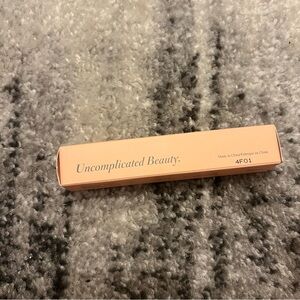 Uncomplicated Beauty.
Made in China/Fabriqué en Chine
4F01